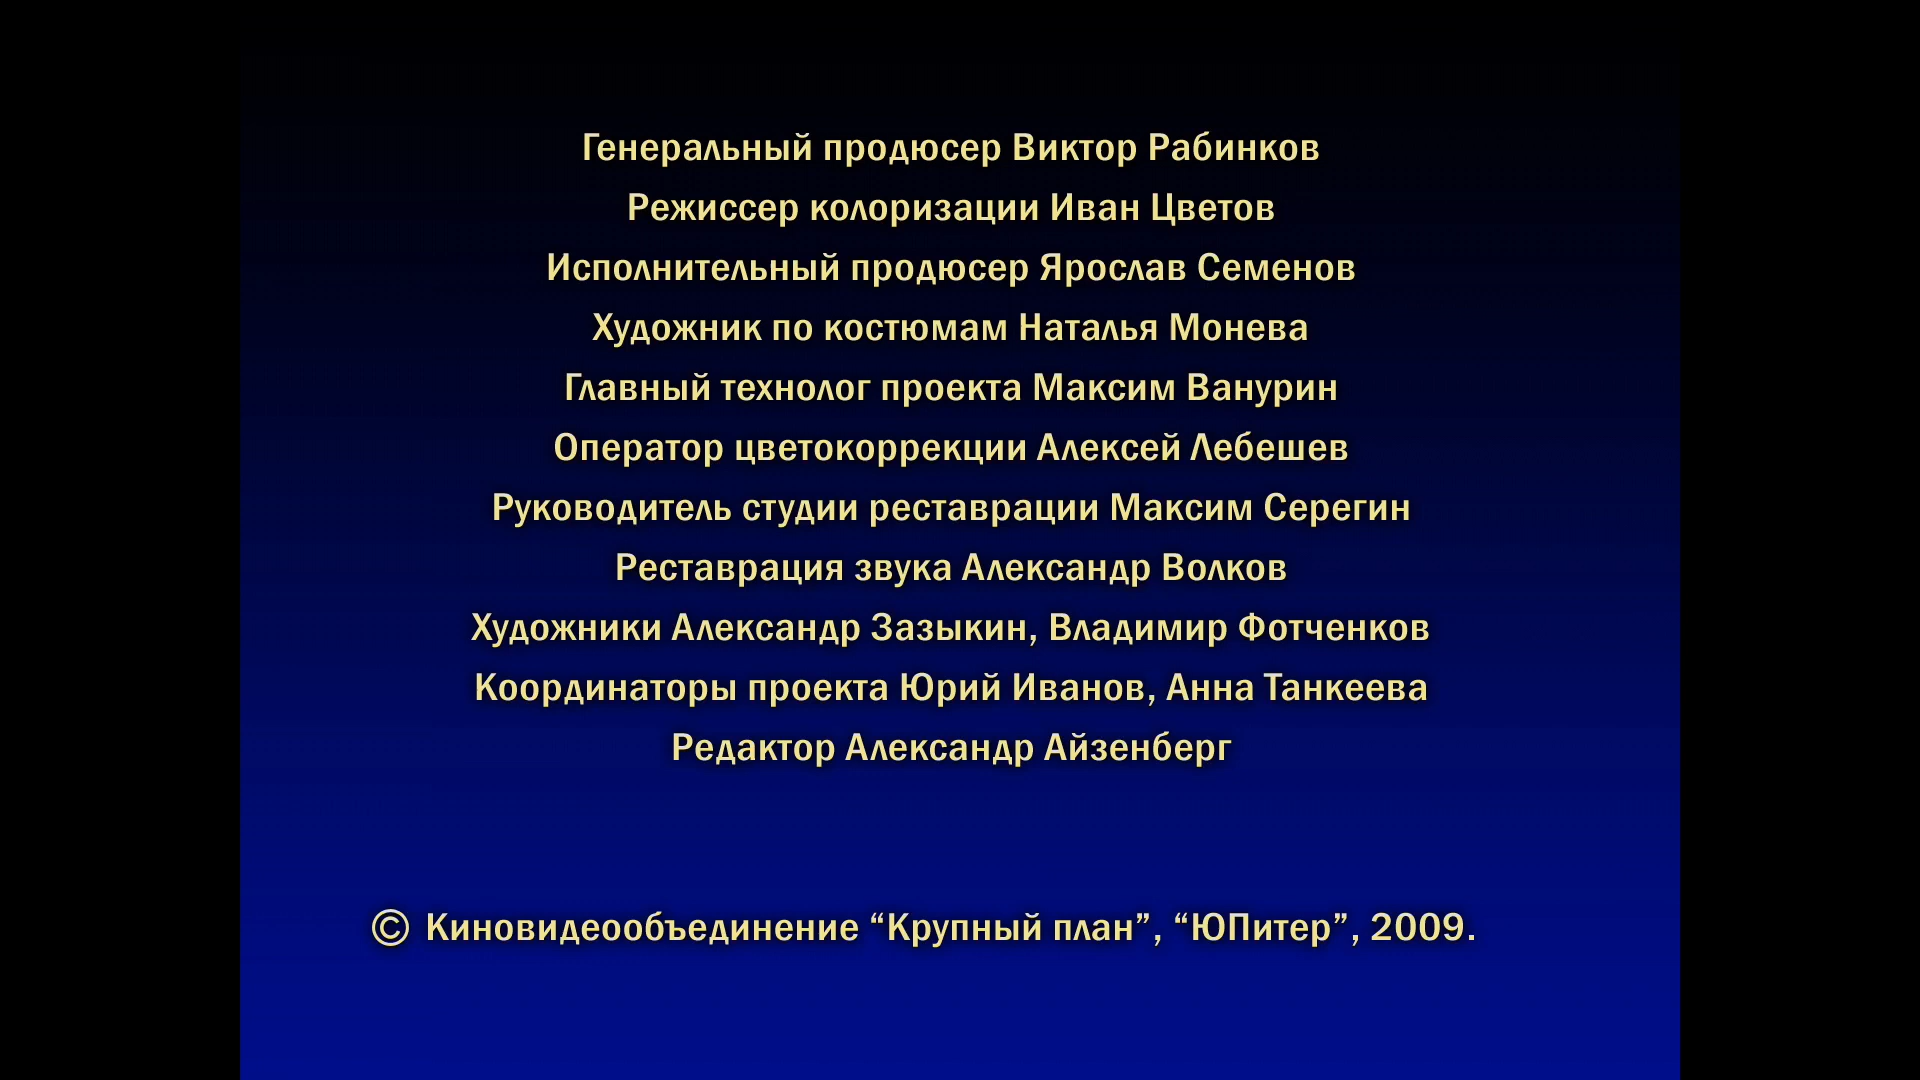 Генеральный продюсер Виктор Рабинков
Режиссер колоризации Иван Цветов
Исполнительный продюсер Ярослав Семенов
Художник по костюмам Наталья Монева
Главный технолог проекта Максим Ванурин
Оператор цветокоррекции Алексей Лебешев
Руководитель студии реставрации Максим Серегин
Реставрация звука Александр Волков
Художники Александр Зазыкин, Владимир Фотченков
Координаторы проекта Юрий Иванов, Анна Танкеева
Редактор Александр Айзенберг
© Киновидеообъединение “Крупный план”, “ЮПитер”, 2009.